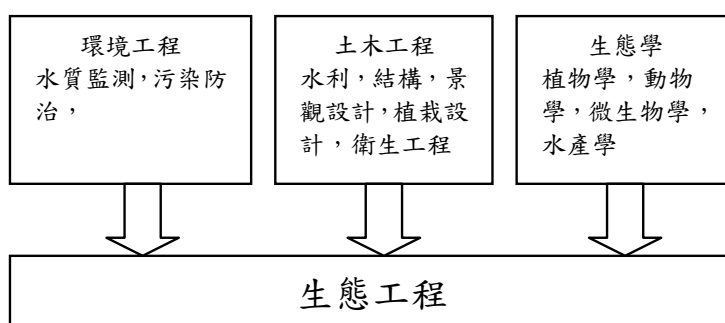 環境工程
水質監測，污染防
治，
土木工程
水利，結構，景
觀設計，植栽設
計，衛生工程
生態學
植物學，動物
學，微生物學，
水產學
生態工程